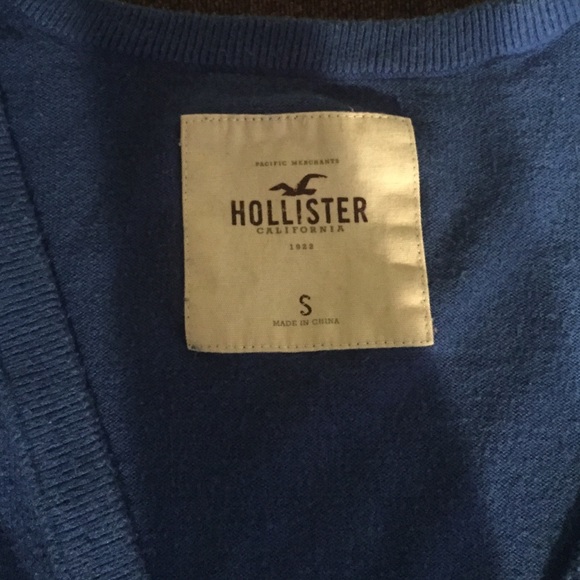 PACIFIC MERCHANTS
HOLLISTER
CALIFORNIA
1922
S
MADE IN CHINA